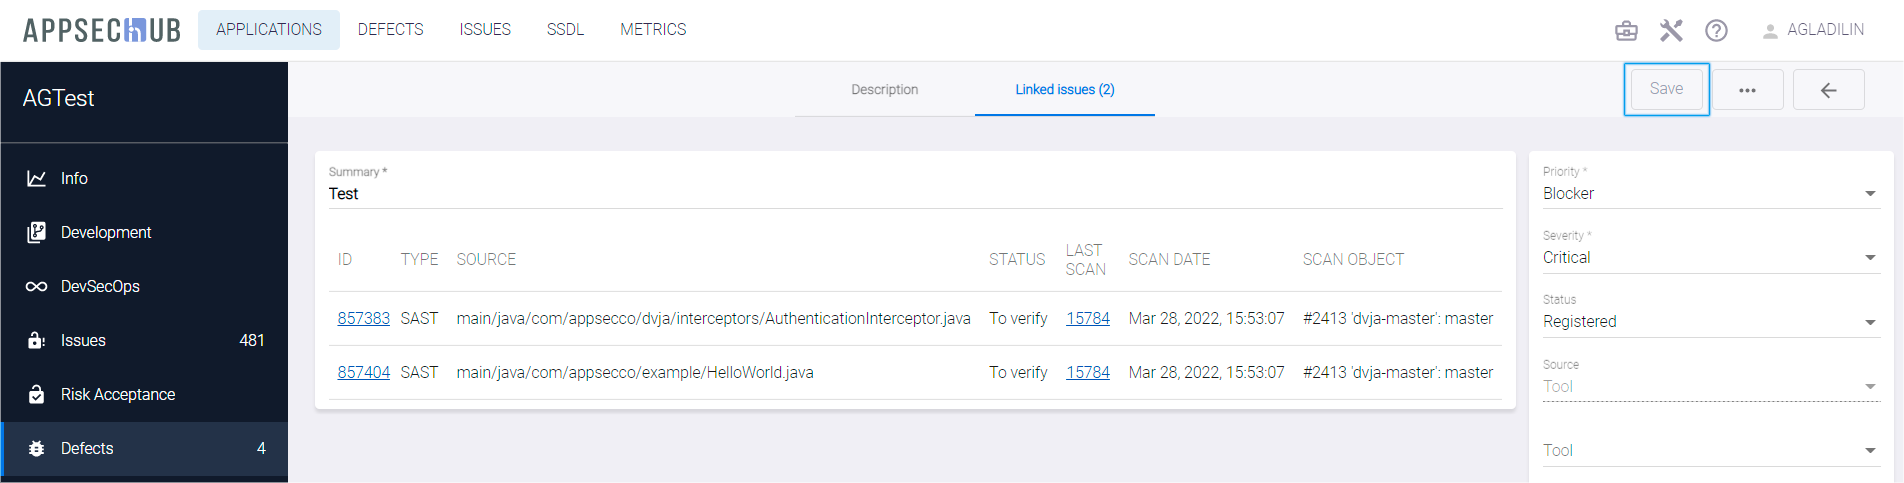 APPSECHUB APPLICATIONS DEFECTS ISSUES SSDL METRICS AGLADILIN
AGTest
Info
Development
DevSecOps
Issues 481
Risk Acceptance
Defects 4
Description Linked issues (2) Save
Summary *
Test
ID TYPE SOURCE STATUS LAST SCAN SCAN DATE SCAN OBJECT
857383 SAST main/java/com/appsecco/dvja/interceptors/AuthenticationInterceptor.java To verify 15784 Mar 28, 2022, 15:53:07 #2413 'dvja-master': master
857404 SAST main/java/com/appsecco/example/HelloWorld.java To verify 15784 Mar 28, 2022, 15:53:07 #2413 'dvja-master': master
Priority *
Blocker
Severity *
Critical
Status
Registered
Source
Tool
Tool